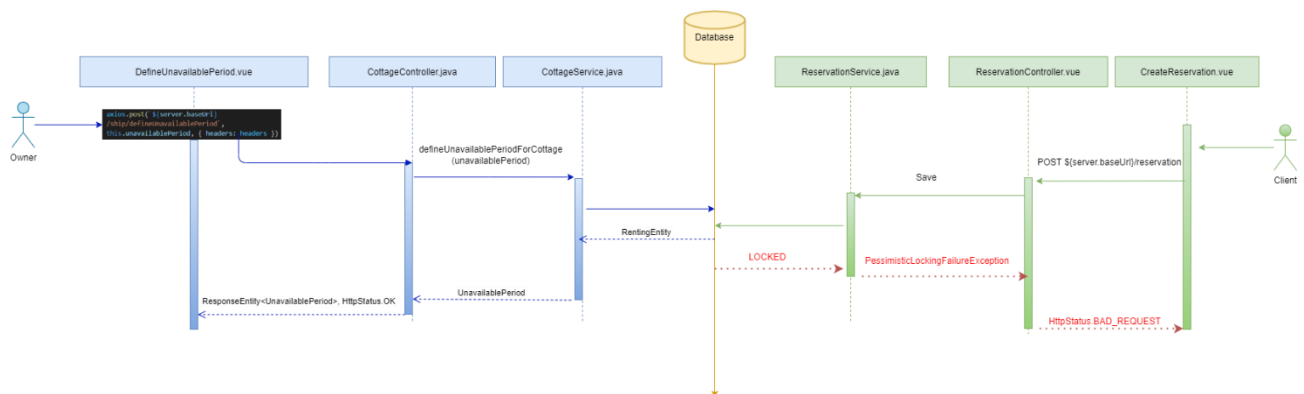 Database
DefineUnavailablePeriod.vue
CottageController.java
CottageService.java
ReservationService.java
ReservationController.vue
CreateReservation.vue
axios.post(`${server.baseUrl}
/ship/defineUnavailablePeriod`,
this.unavailablePeriod, { headers: headers })
Owner
defineUnavailablePeriodForCottage
(unavailablePeriod)
POST ${server.baseUrl}/reservation
Client
Save
RentingEntity
LOCKED
PessimisticLockingFailureException
UnavailablePeriod
ResponseEntity<UnavailablePeriod>, HttpStatus.OK
HttpStatus.BAD_REQUEST